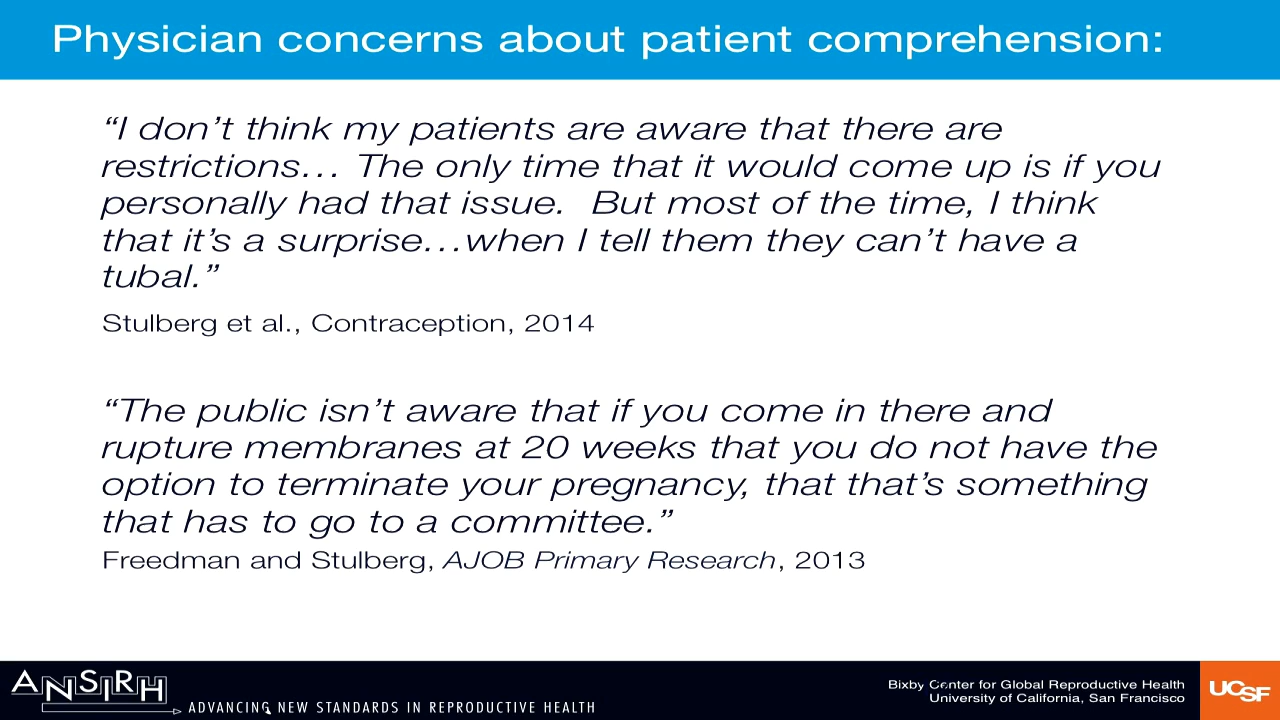 Physician concerns about patient comprehension:
“I don’t think my patients are aware that there are
restrictions… The only time that it would come up is if you
personally had that issue.  But most of the time, I think
that it’s a surprise…when I tell them they can’t have a
tubal.”
Stulberg et al., Contraception, 2014
“The public isn’t aware that if you come in there and
rupture membranes at 20 weeks that you do not have the
option to terminate your pregnancy, that that’s something
that has to go to a committee.”
Freedman and Stulberg, AJOB Primary Research, 2013
ANSIRH
ADVANCING NEW STANDARDS IN REPRODUCTIVE HEALTH
Bixby Center for Global Reproductive Health
University of California, San Francisco
UCSF